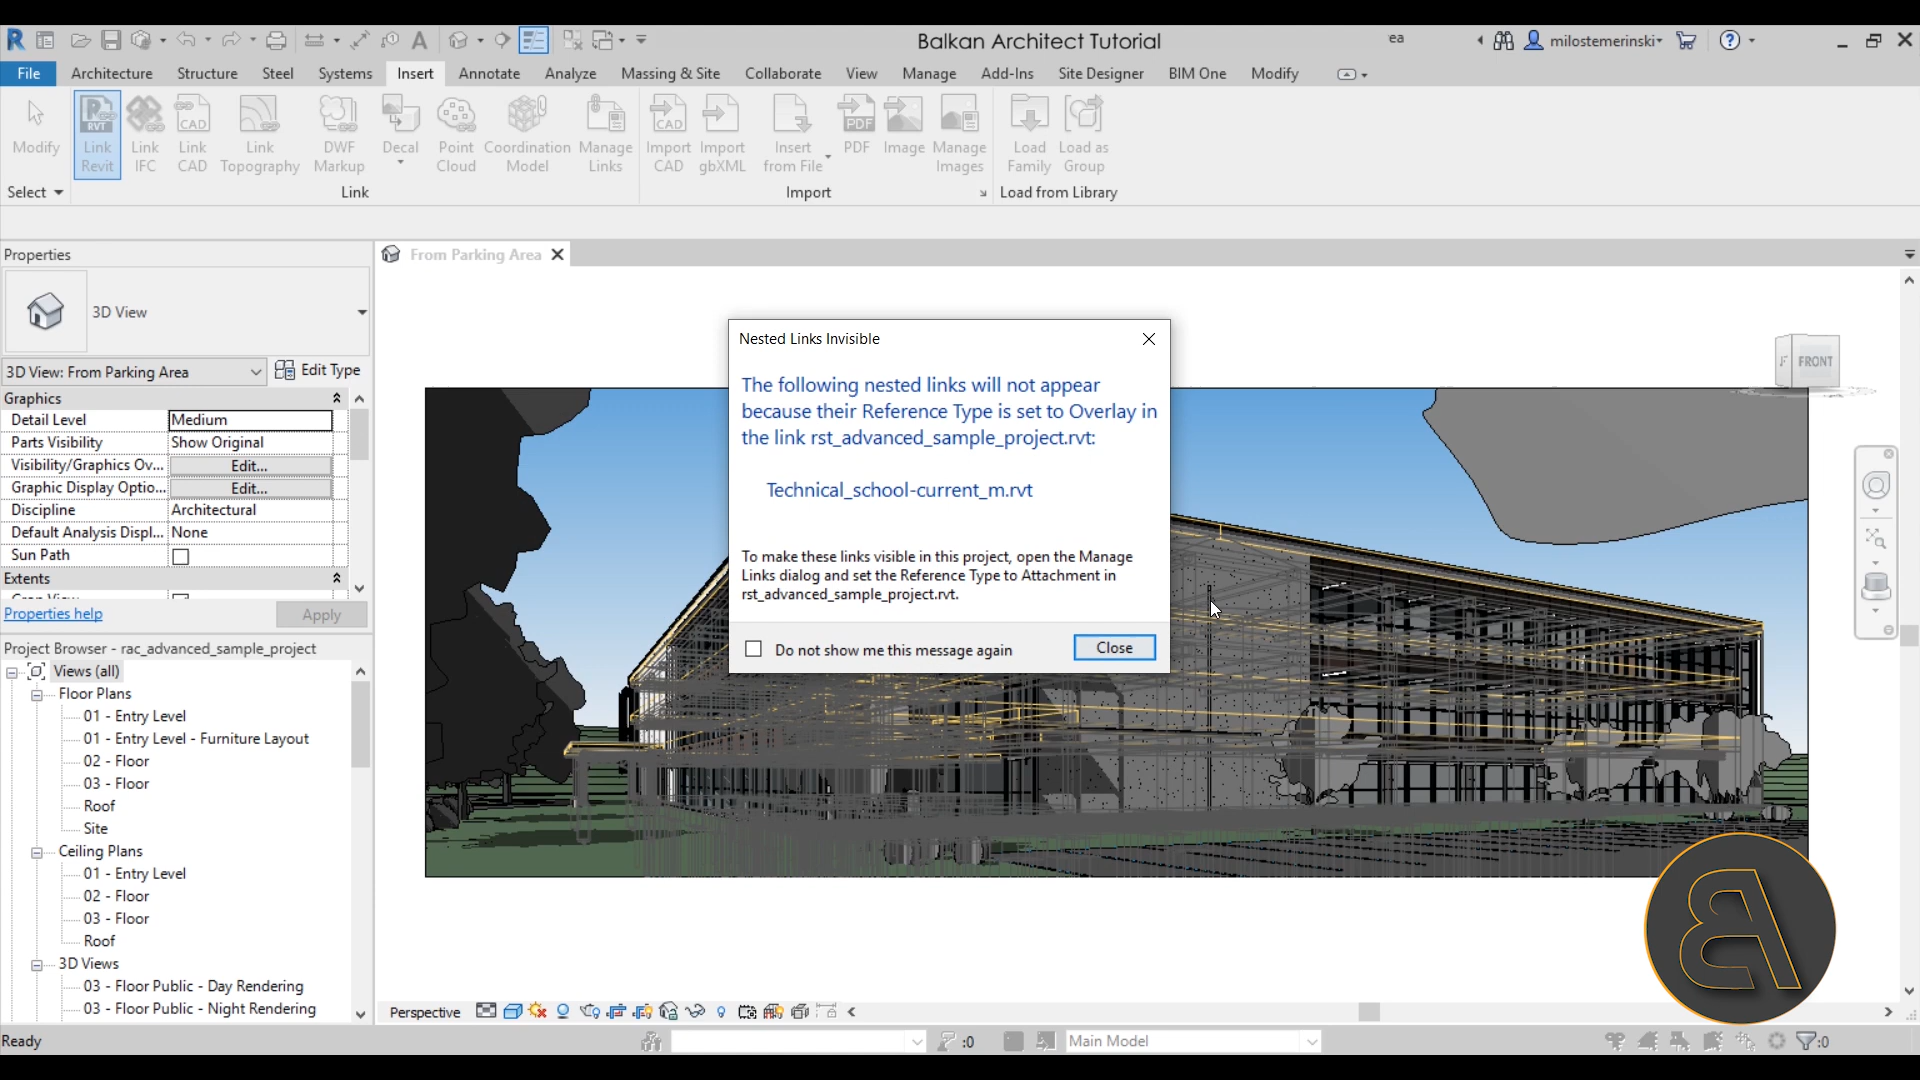 Balkan Architect Tutorial
ea
milostemerinski
File Architecture Structure Steel Systems Insert Annotate Analyze Massing & Site Collaborate View Manage Add-Ins Site Designer BIM One Modify
Modify
Link Revit
Link IFC
Link CAD
Link Topography
DWF Markup
Decal
Point Cloud
Coordination Model
Manage Links
Import CAD
Import gbXML
Insert from File
PDF
Image
Manage Images
Load Family
Load as Group
Select
Link
Import
Load from Library
Properties
3D View
3D View: From Parking Area
Edit Type
Graphics
Detail Level Medium
Parts Visibility Show Original
Visibility/Graphics Ov... Edit...
Graphic Display Optio... Edit...
Discipline Architectural
Default Analysis Displ... None
Sun Path
Extents
Properties help
Apply
Project Browser - rac_advanced_sample_project
Views (all)
Floor Plans
01 - Entry Level
01 - Entry Level - Furniture Layout
02 - Floor
03 - Floor
Roof
Site
Ceiling Plans
01 - Entry Level
02 - Floor
03 - Floor
Roof
3D Views
03 - Floor Public - Day Rendering
03 - Floor Public - Night Rendering
From Parking Area
FRONT
Nested Links Invisible
The following nested links will not appear
because their Reference Type is set to Overlay in
the link rst_advanced_sample_project.rvt:
Technical_school-current_m.rvt
To make these links visible in this project, open the Manage
Links dialog and set the Reference Type to Attachment in
rst_advanced_sample_project.rvt.
Do not show me this message again
Close
Perspective
Ready
:0
Main Model
:0